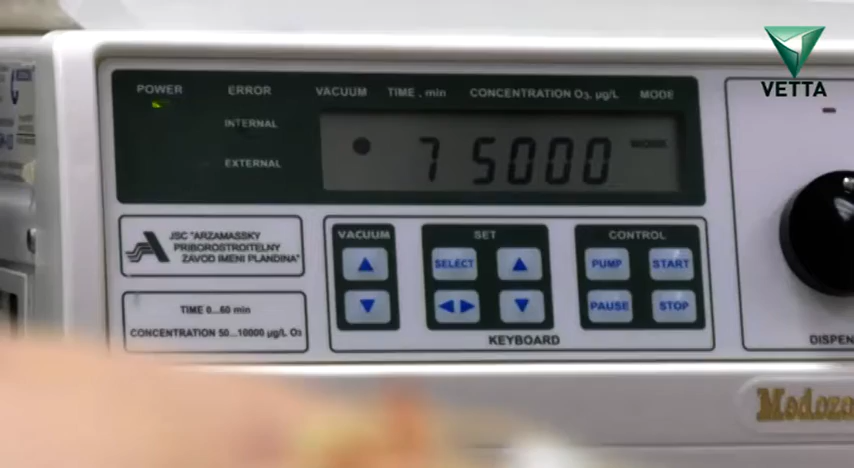 VETTA
POWER ERROR VACUUM TIME, min CONCENTRATION O3, µg/L MODE
INTERNAL
EXTERNAL
7 5000 WORK
JSC "ARZAMASSKY
PRIBOROSTROITELNY
ZAVOD IMENI PLANDINA"
TIME 0...60 min
CONCENTRATION 50...10000 µg/L O3
VACUUM SET CONTROL
SELECT PUMP START
PAUSE STOP
KEYBOARD
DISPEN
Medozo